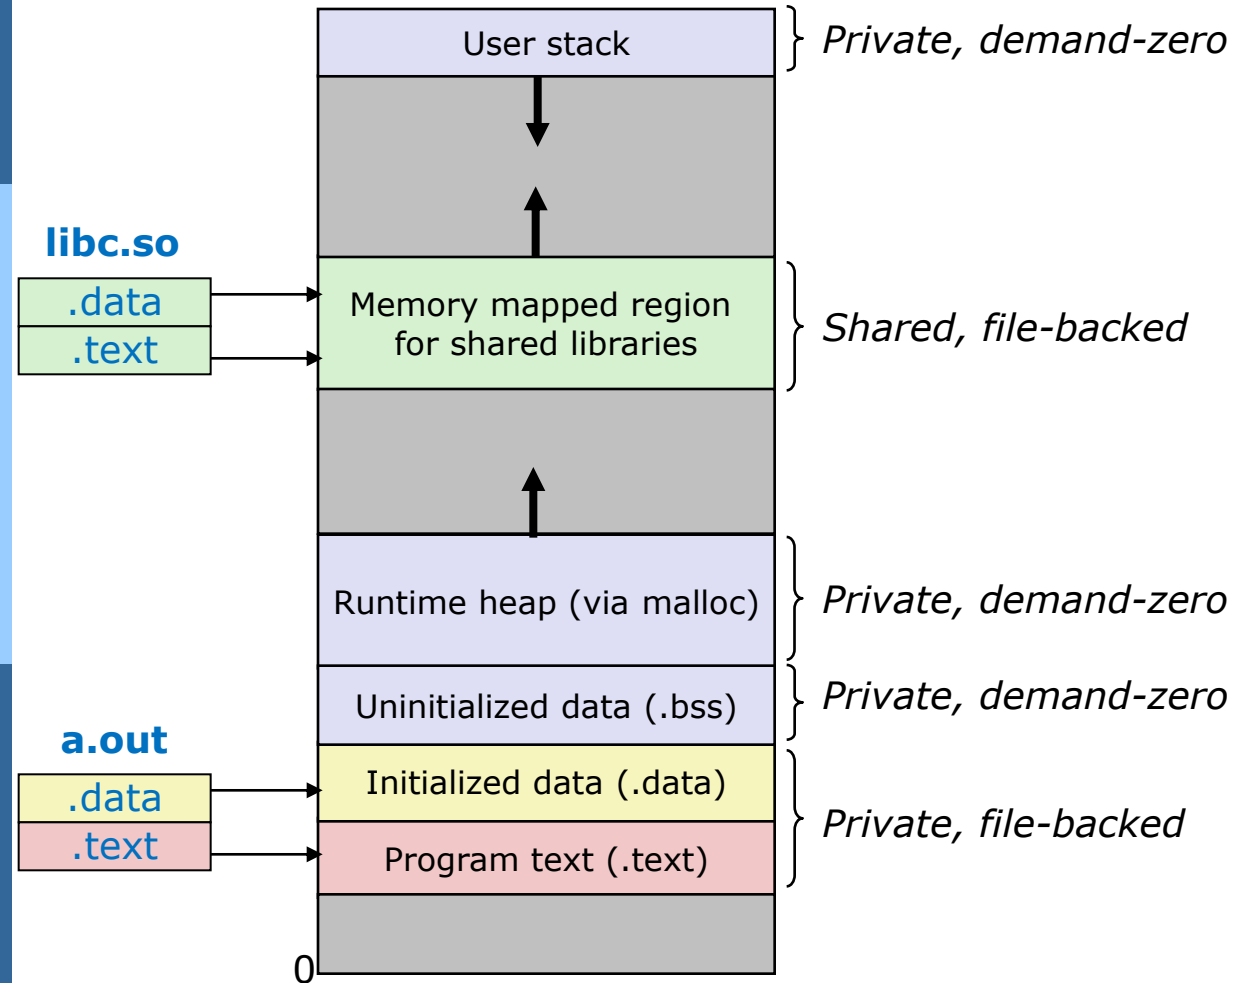 User stack
Private, demand-zero
libc.so
.data
.text
Memory mapped region
for shared libraries
Shared, file-backed
Runtime heap (via malloc)
Private, demand-zero
Uninitialized data (.bss)
Private, demand-zero
a.out
.data
.text
Initialized data (.data)
Program text (.text)
Private, file-backed
0